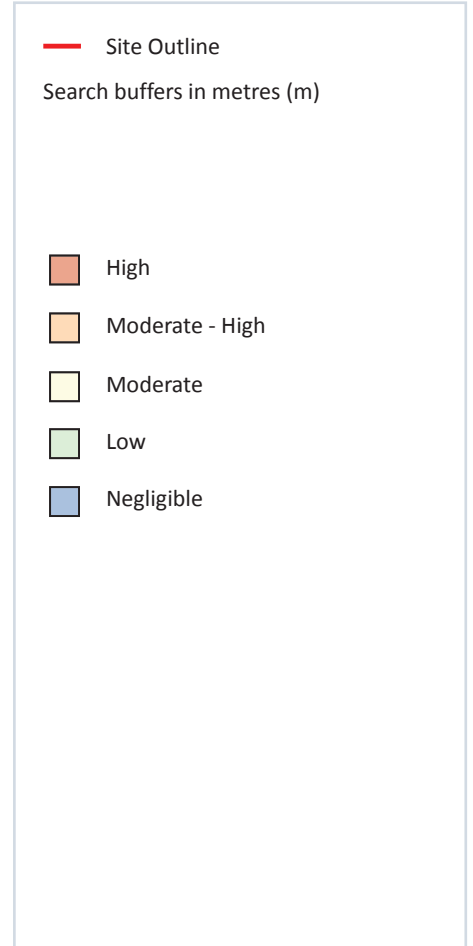 Site Outline
Search buffers in metres (m)
High
Moderate - High
Moderate
Low
Negligible